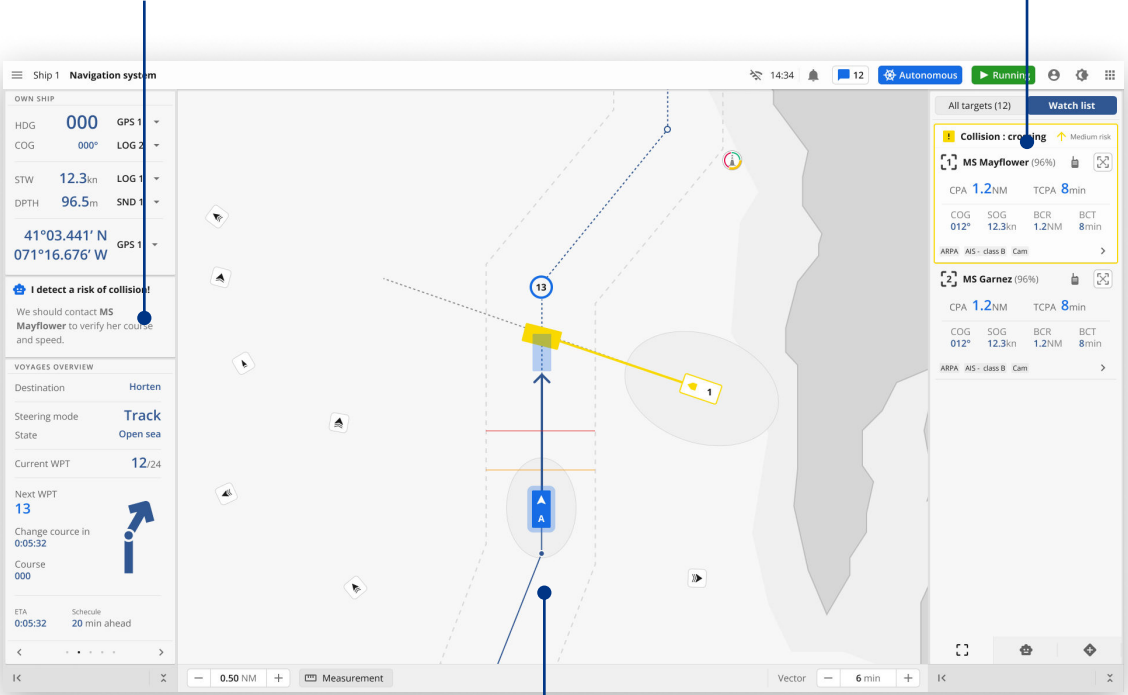 Ship 1 Navigation system
14:34 12 Autonomous Running
OWN SHIP
HDG 000 GPS 1
COG 000° LOG 2
STW 12.3kn LOG 1
DPTH 96.5m SND 1
41°03.441′ N
071°16.676′ W
GPS 1
I detect a risk of collision!
We should contact MS
Mayflower to verify her course
and speed.
VOYAGES OVERVIEW
Destination Horten
Steering mode Track
State Open sea
Current WPT 12/24
Next WPT
13
Change cource in
0:05:32
Course
000
ETA Schecule
0:05:32 20 min ahead
13
1
A
0.50 NM
Measurement
Vector 6 min
All targets (12) Watch list
! Collision : crossing Medium risk
1 MS Mayflower (96%)
CPA 1.2NM TCPA 8min
COG SOG BCR BCT
012° 12.3kn 1.2NM 8min
ARPA AIS - class B Cam
2 MS Garnez (96%)
CPA 1.2NM TCPA 8min
COG SOG BCR BCT
012° 12.3kn 1.2NM 8min
ARPA AIS - class B Cam